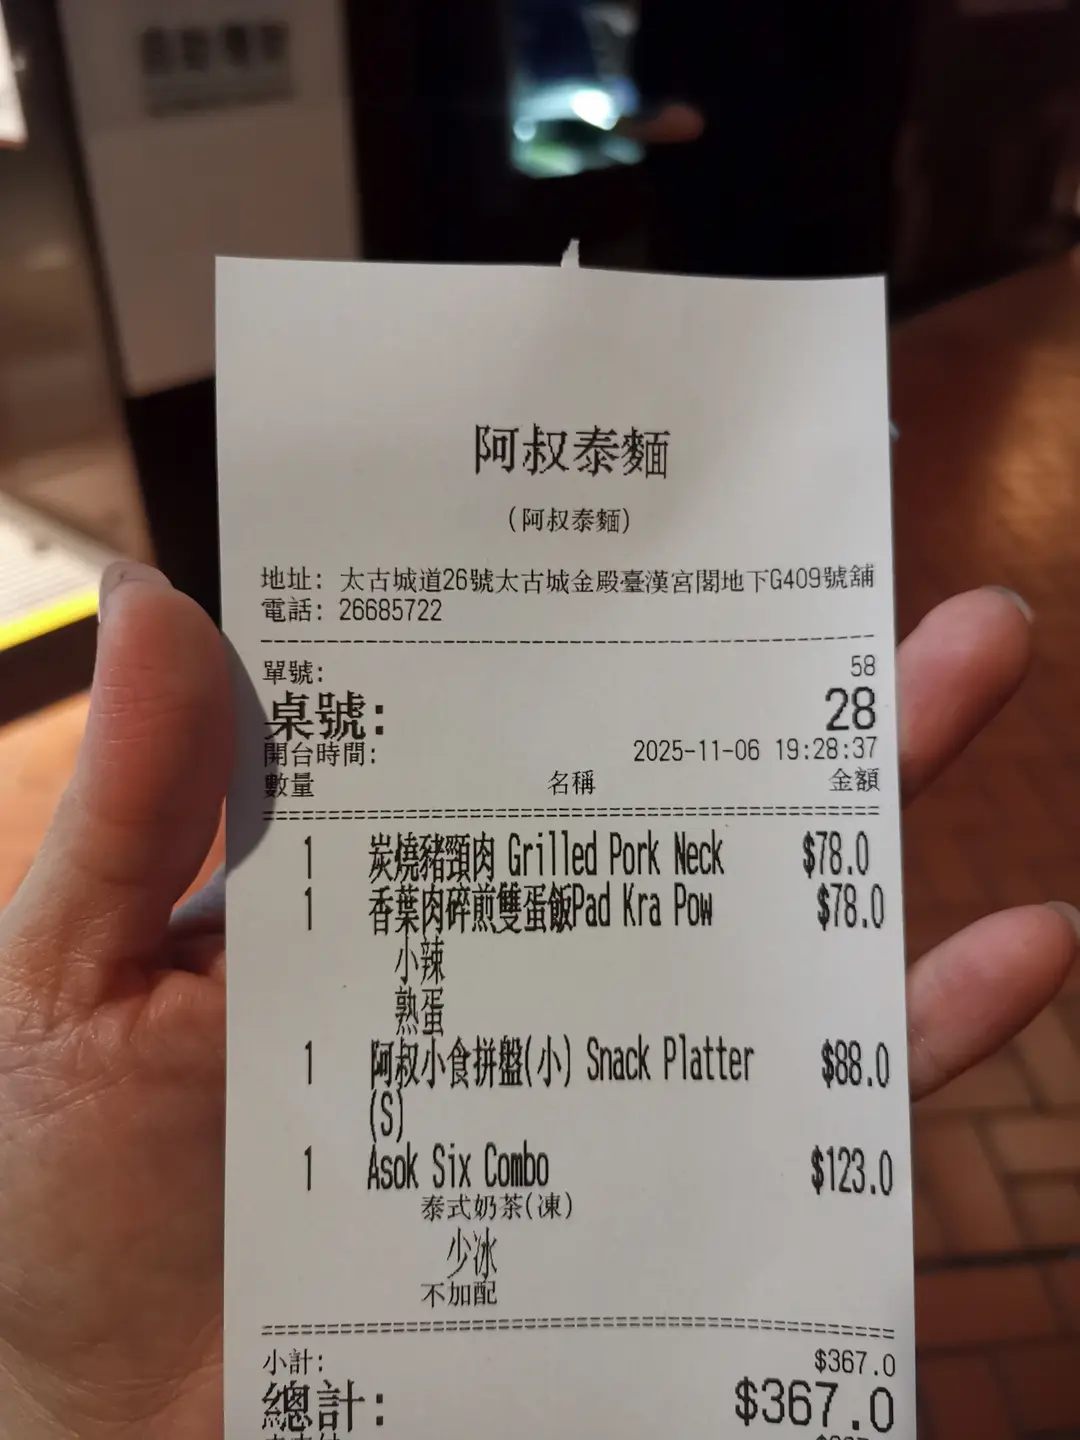 阿叔泰麵
(阿叔泰麵)
地址: 太古城道26號太古城金殿臺漢宮閣地下G409號舖
電話: 26685722
單號: 58
桌號: 28
開台時間: 2025-11-06 19:28:37
數量 名稱 金額
1 炭燒豬頸肉 Grilled Pork Neck $78.0
1 香葉肉碎煎雙蛋飯Pad Kra Pow $78.0
小辣
熟蛋
1 阿叔小食拼盤(小) Snack Platter $88.0
(S)
1 Asok Six Combo $123.0
泰式奶茶(凍)
少冰
不加配
小計: $367.0
總計: $367.0